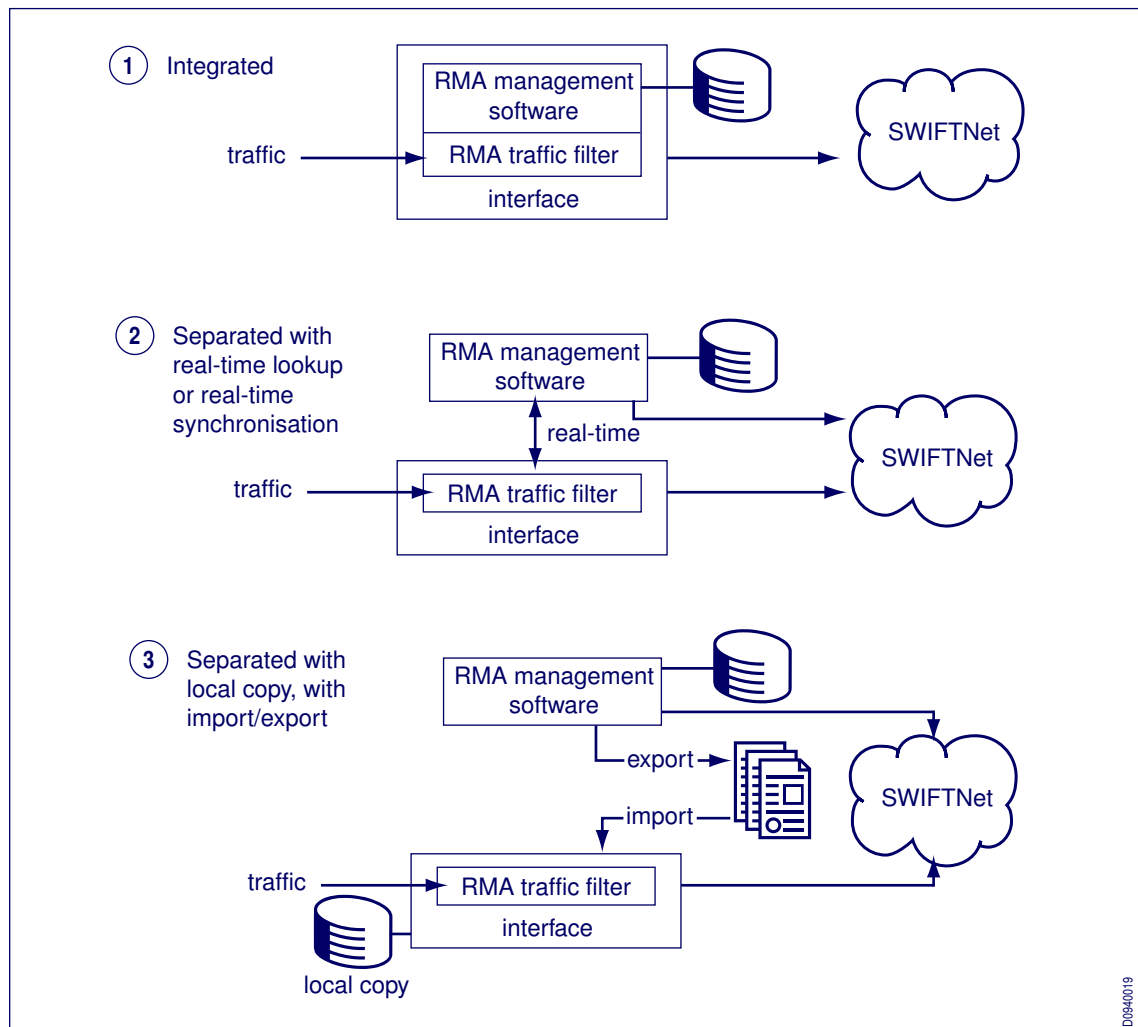 1 Integrated
RMA management
software
RMA traffic filter
traffic
interface
SWIFTNet
2 Separated with
real-time lookup
or real-time
synchronisation
RMA management
software
real-time
traffic
RMA traffic filter
interface
SWIFTNet
3 Separated with
local copy, with
import/export
RMA management
software
export
import
SWIFTNet
traffic
RMA traffic filter
interface
local copy
D0940019